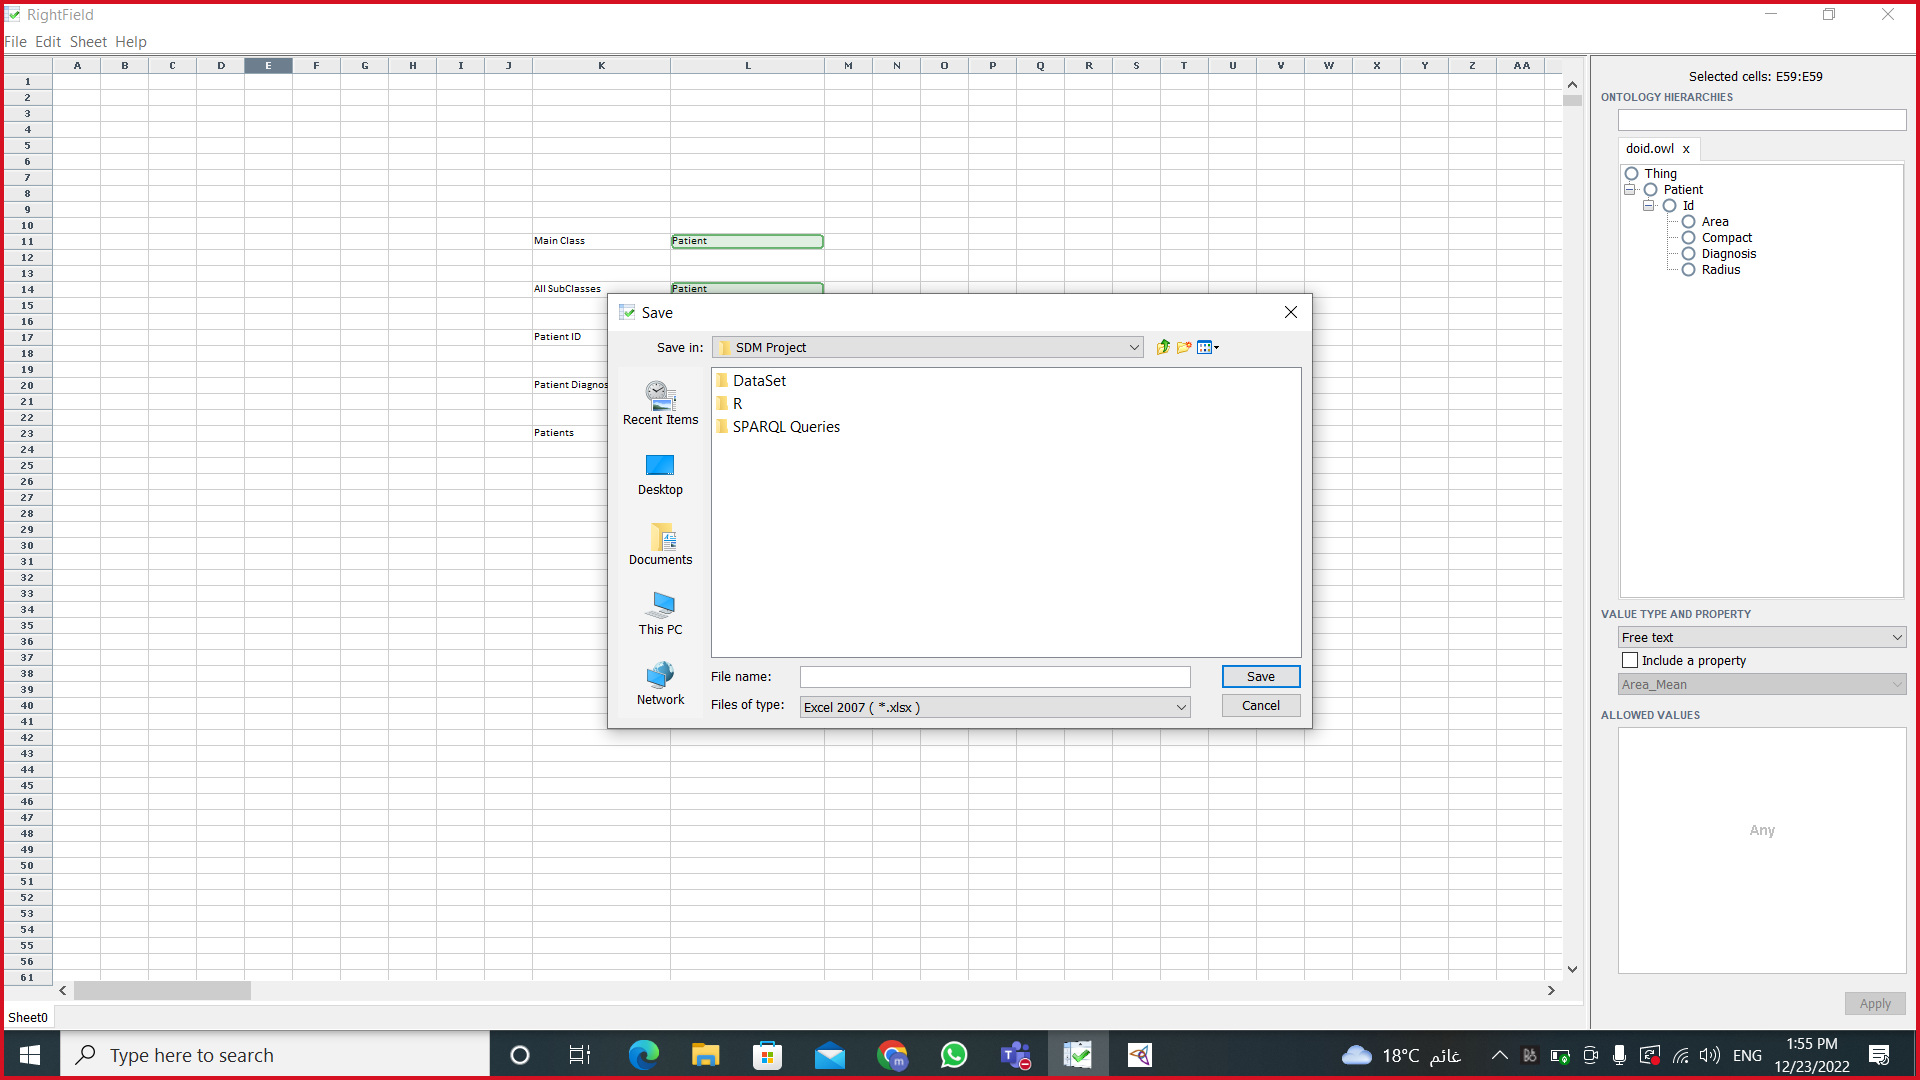 RightField
File Edit Sheet Help
A B C D E F G H I J K L M N O P Q R S T U V W X Y Z AA
1
2
3
4
5
6
7
8
9
10
11 Main Class Patient
12
13
14 All SubClasses Patient
15
16
17 Patient ID
18
19
20 Patient Diagnos
21
22
23 Patients
24
25
26
27
28
29
30
31
32
33
34
35
36
37
38
39
40
41
42
43
44
45
46
47
48
49
50
51
52
53
54
55
56
61
Sheet0
Save
Save in: SDM Project
Recent Items
Desktop
Documents
This PC
Network
DataSet
R
SPARQL Queries
File name: Save
Files of type: Excel 2007 ( *.xlsx ) Cancel
Selected cells: E59:E59
ONTOLOGY HIERARCHIES
doid.owl x
Thing
Patient
Id
Area
Compact
Diagnosis
Radius
VALUE TYPE AND PROPERTY
Free text
Include a property
Area_Mean
ALLOWED VALUES
Any
Apply
Type here to search
18°C غائم
ENG
1:55 PM
12/23/2022